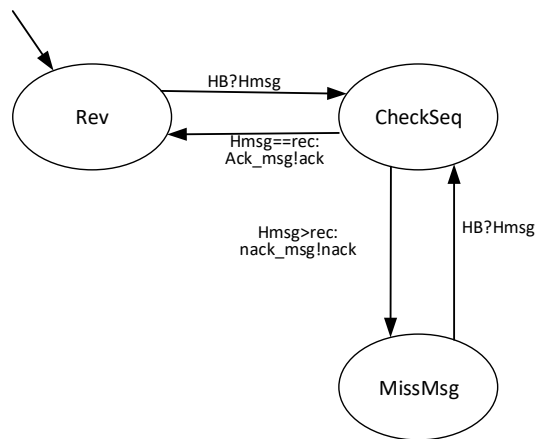 HB?Hmsg
Rev
CheckSeq
Hmsg==rec:
Ack_msg!ack
Hmsg>rec:
nack_msg!nack
HB?Hmsg
MissMsg